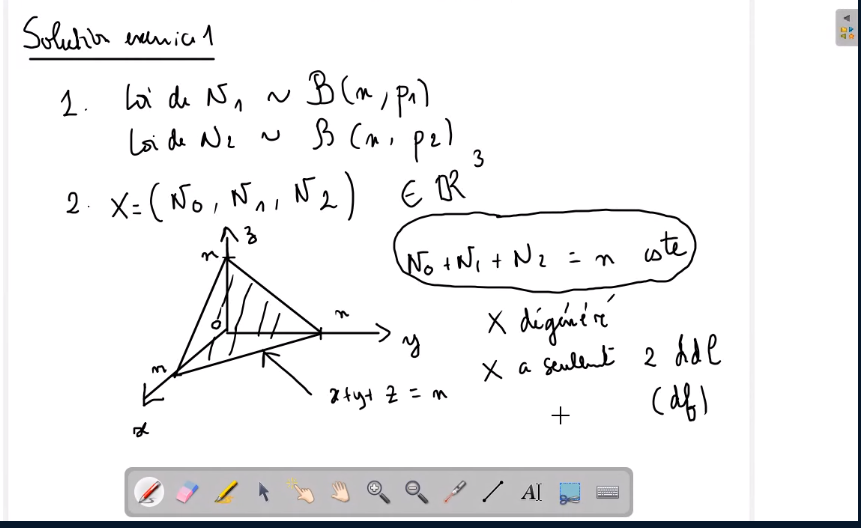 Solution exercice 1
1. Loi de N₁ ~ B(n, p1)
Loi de N₂ ~ B(n, p2)
2. X=(N₀, N₁, N₂) ∈ ℝ³
N₀ + N₁ + N₂ = n cste
z
n
0
n
y
n
x
x+y+z = n
X dégénéré
X a seulement 2 ddl
(df)
AI